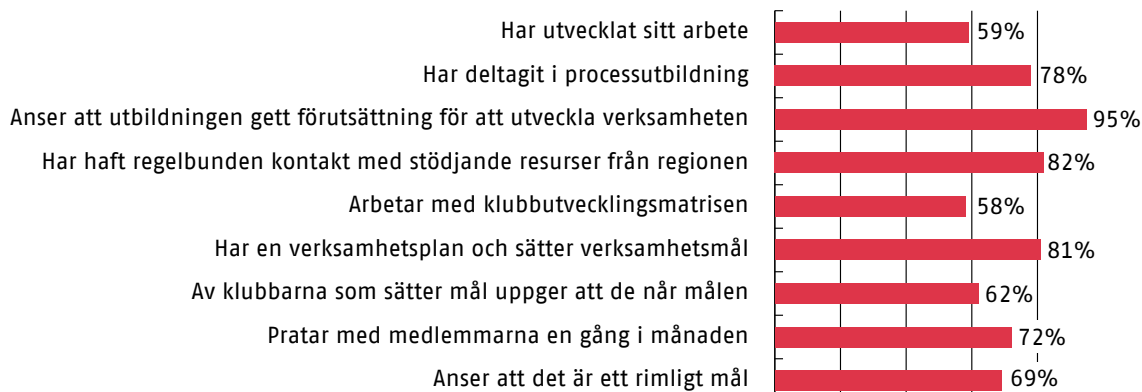 Har utvecklat sitt arbete 59%
Har deltagit i processutbildning 78%
Anser att utbildningen gett förutsättning för att utveckla verksamheten 95%
Har haft regelbunden kontakt med stödjande resurser från regionen 82%
Arbetar med klubbutvecklingsmatrisen 58%
Har en verksamhetsplan och sätter verksamhetsmål 81%
Av klubbarna som sätter mål uppger att de når målen 62%
Pratar med medlemmarna en gång i månaden 72%
Anser att det är ett rimligt mål 69%